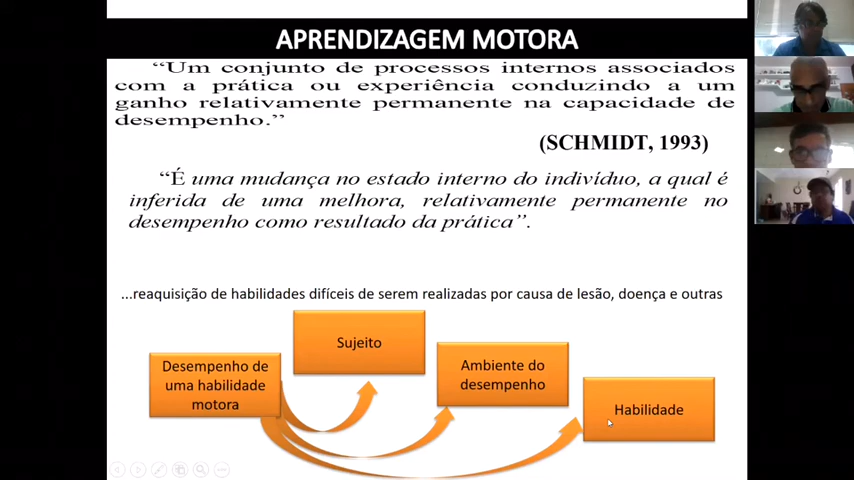 APRENDIZAGEM MOTORA
“Um conjunto de processos internos associados
com a prática ou experiência conduzindo a um
ganho relativamente permanente na capacidade de
desempenho.”
(SCHMIDT, 1993)
“É uma mudança no estado interno do indivíduo, a qual é
inferida de uma melhora, relativamente permanente no
desempenho como resultado da prática”.
...reaquisição de habilidades difíceis de serem realizadas por causa de lesão, doença e outras
Desempenho de
uma habilidade
motora
Sujeito
Ambiente do
desempenho
Habilidade